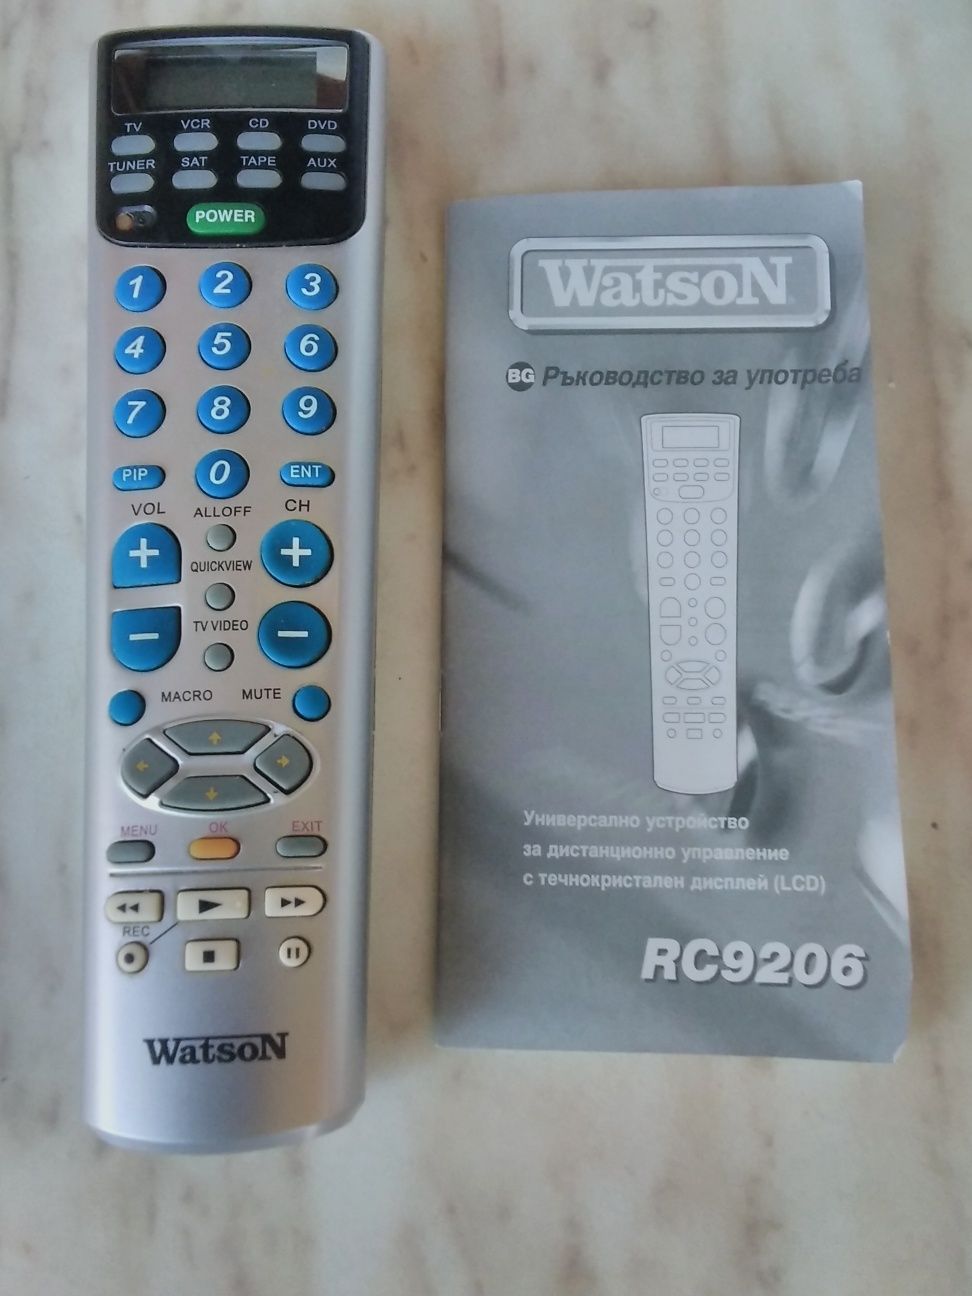 TV VCR CD DVD
TUNER SAT TAPE AUX
POWER
1 2 3
4 5 6
7 8 9
PIP 0 ENT
VOL ALLOFF CH
+ +
QUICKVIEW
TV VIDEO
− −
MACRO MUTE
MENU OK EXIT
REC
WatsoN
WatsoN
BG Ръководство за употреба
Универсално устройство
за дистанционно управление
с течнокристален дисплей (LCD)
RC9206